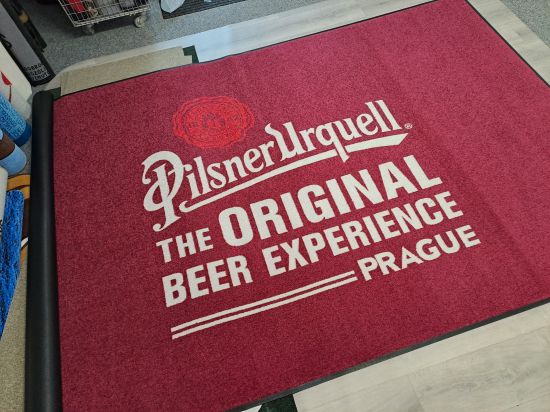 Pilsner Urquell®
THE ORIGINAL
BEER EXPERIENCE
PRAGUE